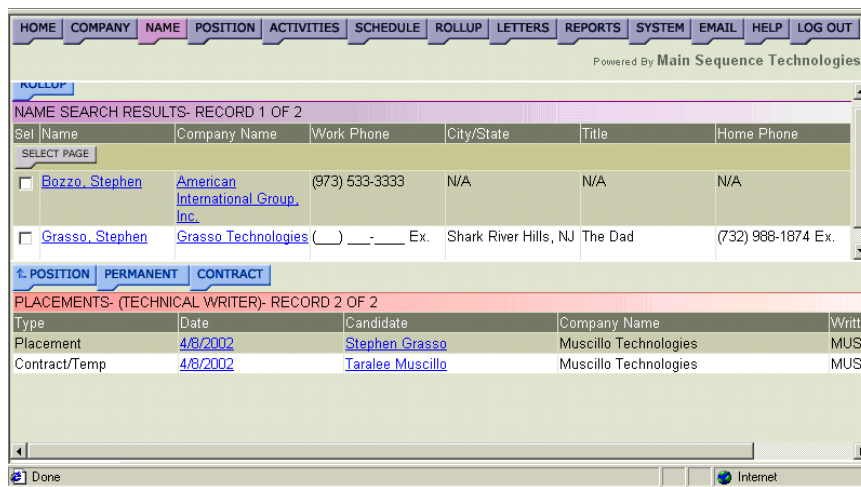 HOME COMPANY NAME POSITION ACTIVITIES SCHEDULE ROLLUP LETTERS REPORTS SYSTEM EMAIL HELP LOG OUT
Powered By Main Sequence Technologies
ROLLUP
NAME SEARCH RESULTS- RECORD 1 OF 2
Sel Name Company Name Work Phone City/State Title Home Phone
SELECT PAGE
Bozzo, Stephen American (973) 533-3333 N/A N/A N/A
International Group,
Inc.
Grasso, Stephen Grasso Technologies (___) ___-____ Ex. Shark River Hills, NJ The Dad (732) 988-1874 Ex.
POSITION PERMANENT CONTRACT
PLACEMENTS- (TECHNICAL WRITER)- RECORD 2 OF 2
Type Date Candidate Company Name Writt
Placement 4/8/2002 Stephen Grasso Muscillo Technologies MUS
Contract/Temp 4/8/2002 Taralee Muscillo Muscillo Technologies MUS
Done Internet